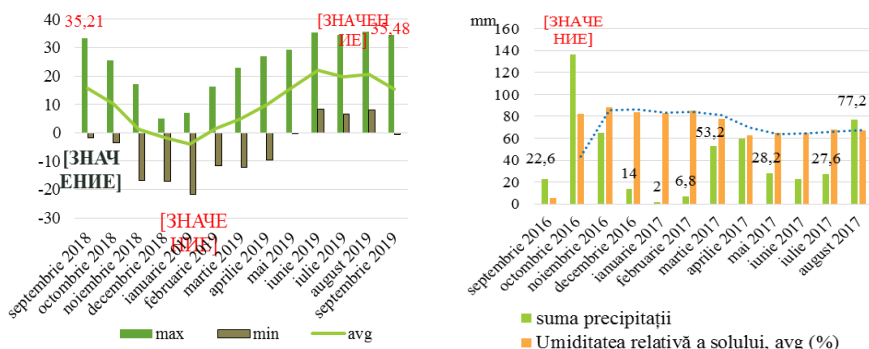 35,21
[ЗНАЧЕН
ИЕ]
35,48
40
30
20
10
0
-10
-20
-30
[ЗНАЧ
ЕНИЕ]
[ЗНАЧЕ
НИЕ]
septembrie 2018
octombrie 2018
noiembrie 2018
decembrie 2018
ianuarie 2019
februarie 2019
martie 2019
aprilie 2019
mai 2019
iunie 2019
iulie 2019
august 2019
septembrie 2019
max min avg
mm
[ЗНАЧЕ
НИЕ]
160
140
120
100
80
60
40
20
0
22,6
14
2
6,8
53,2
28,2
27,6
77,2
septembrie 2016
octombrie 2016
noiembrie 2016
decembrie 2016
ianuarie 2017
februarie 2017
martie 2017
aprilie 2017
mai 2017
iunie 2017
iulie 2017
august 2017
suma precipitații
Umiditatea relativă a solului, avg (%)